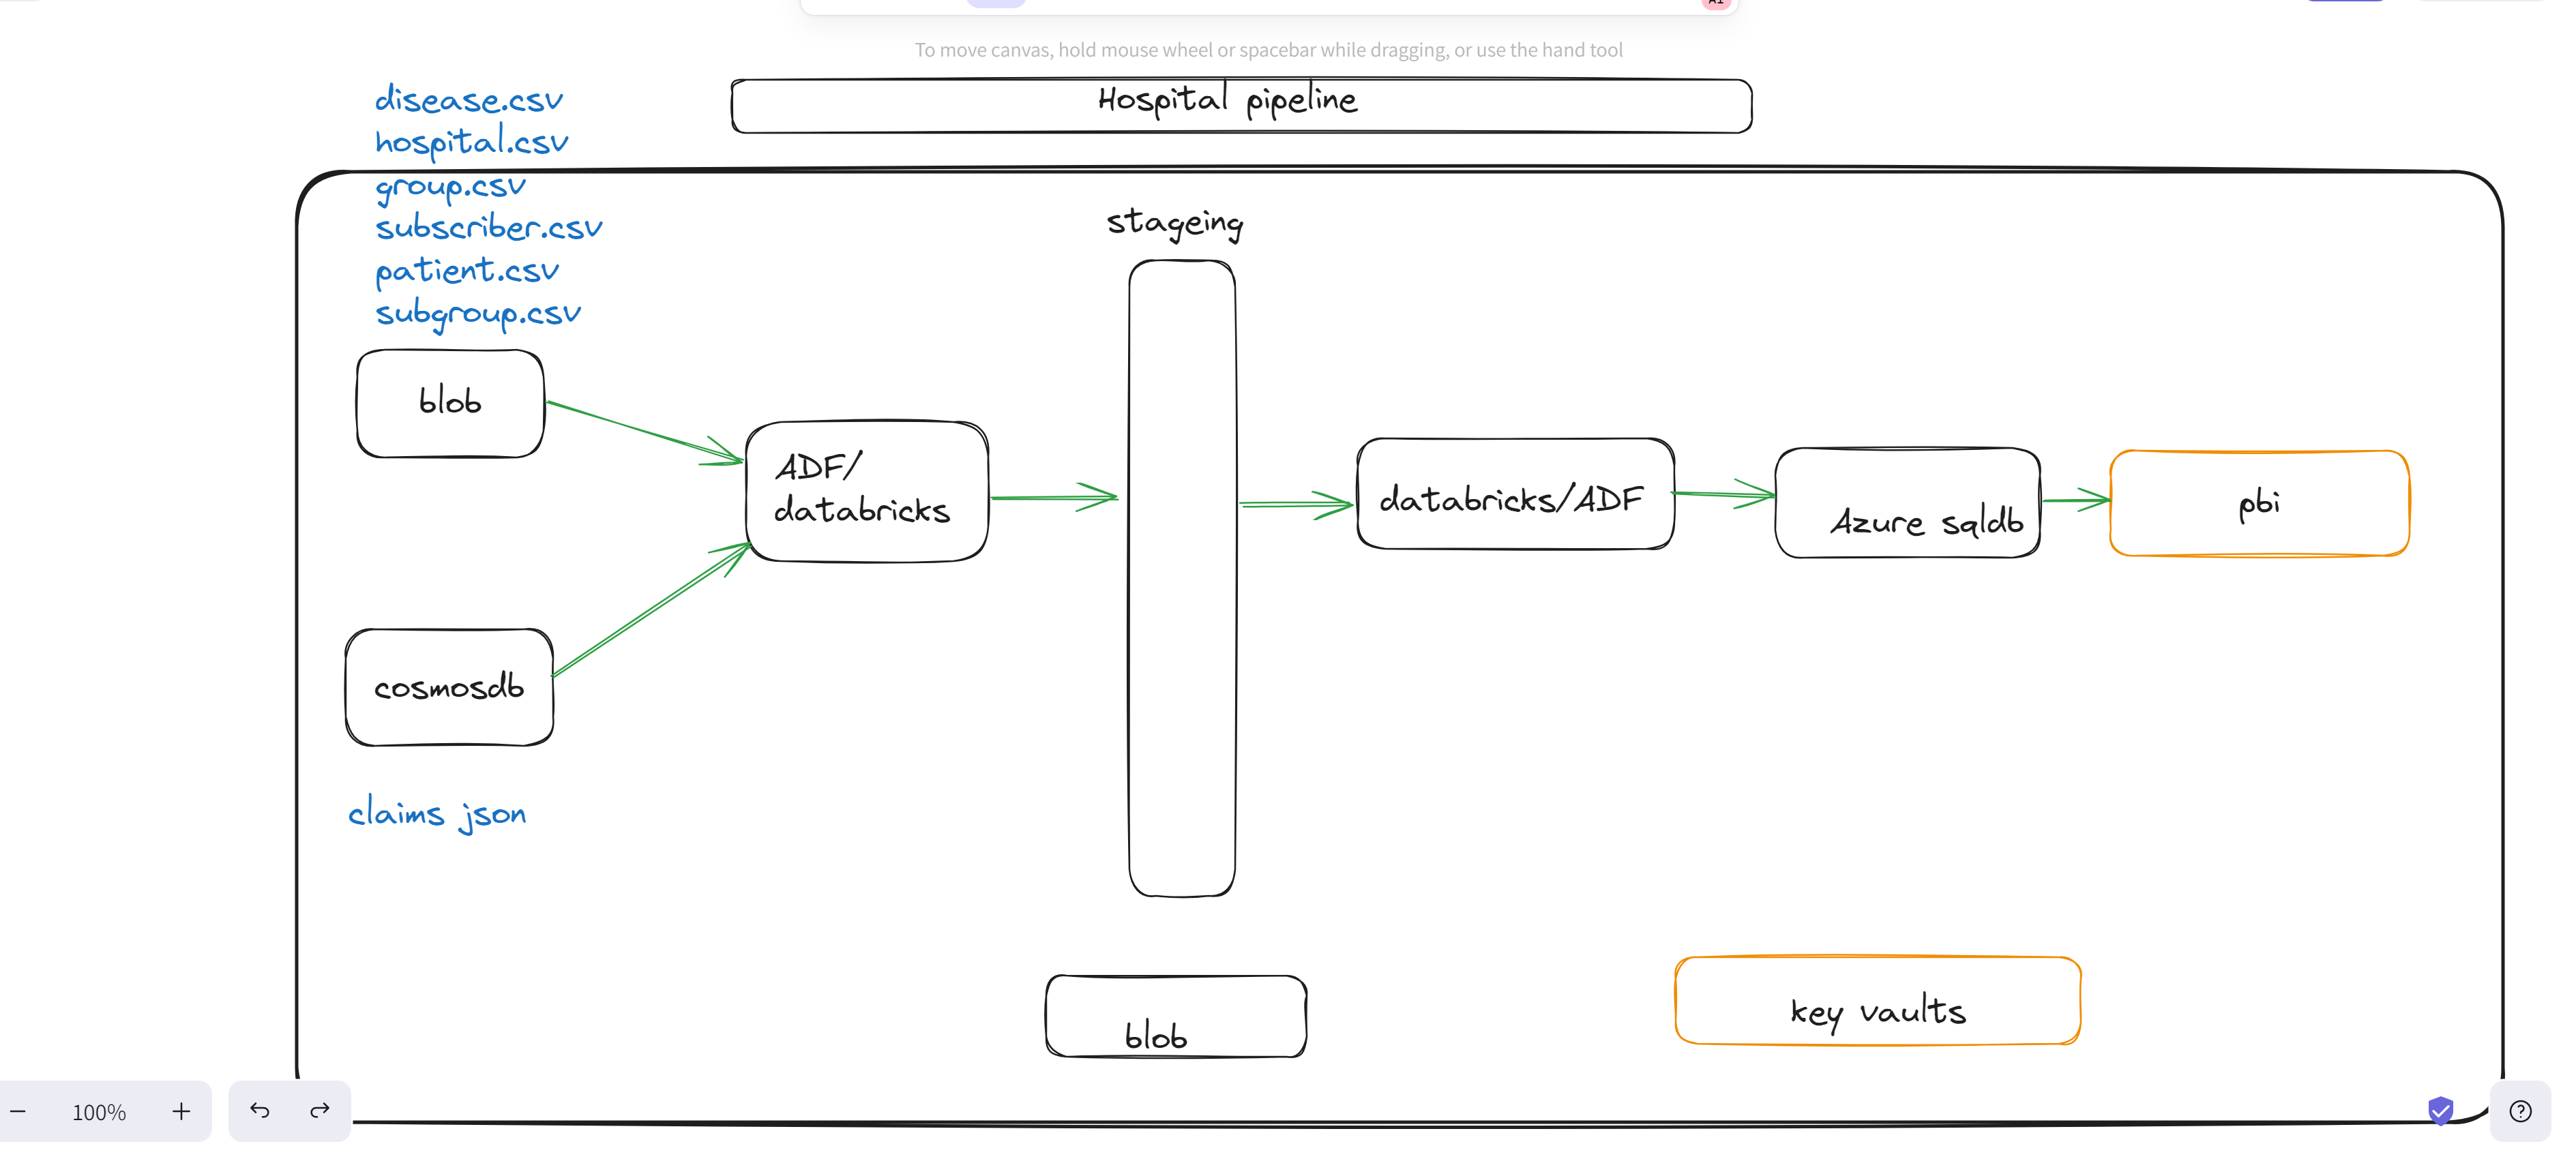 To move canvas, hold mouse wheel or spacebar while dragging, or use the hand tool
Hospital pipeline
disease.csv
hospital.csv
group.csv
subscriber.csv
patient.csv
subgroup.csv
stageing
blob
ADF/
databricks
databricks/ADF
Azure sqldb
pbi
cosmosdb
claims json
blob
key vaults
100%